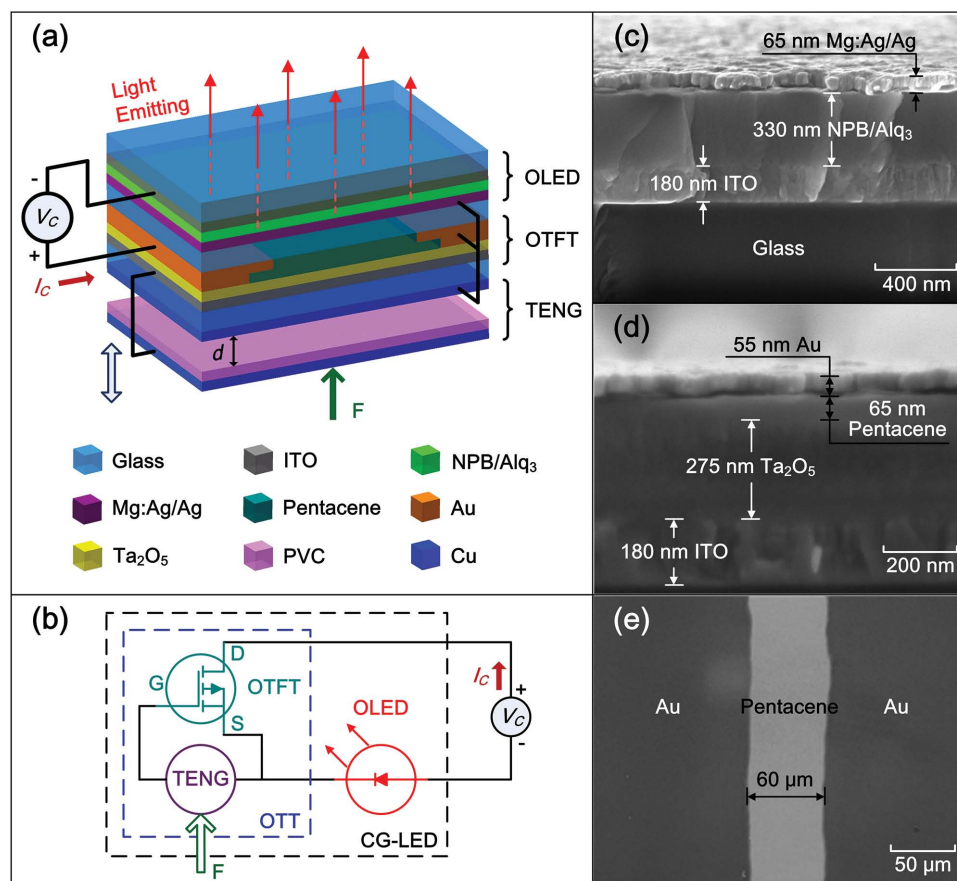 (a)
Light
Emitting
-
V_C
+
I_C
OLED
OTFT
TENG
d
F
Glass
ITO
NPB/Alq₃
Mg:Ag/Ag
Pentacene
Au
Ta₂O₅
PVC
Cu
(b)
D
G
OTFT
S
TENG
OTT
F
OLED
CG-LED
I_C
+
V_C
-
(c)
65 nm Mg:Ag/Ag
330 nm NPB/Alq₃
180 nm ITO
Glass
400 nm
(d)
55 nm Au
65 nm
Pentacene
275 nm Ta₂O₅
180 nm ITO
200 nm
(e)
Au
Pentacene
Au
60 μm
50 μm